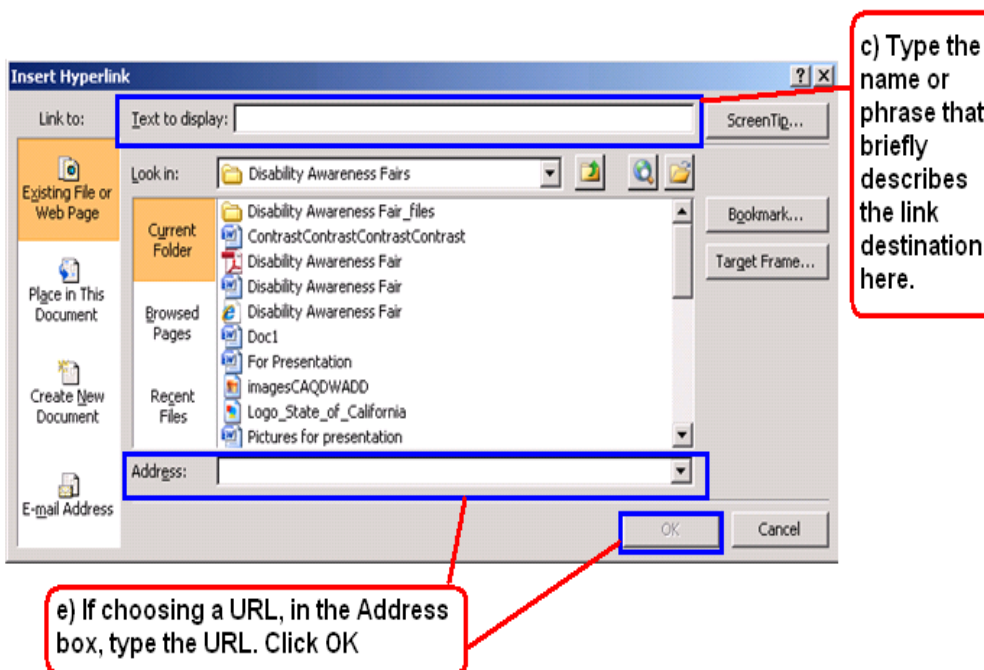 c) Type the
name or
phrase that
briefly
describes
the link
destination
here.
Insert Hyperlink
Link to:
Text to display:
ScreenTip...
Existing File or
Web Page
Look in:
Disability Awareness Fairs
Current
Folder
Disability Awareness Fair_files
ContrastContrastContrastContrast
Disability Awareness Fair
Disability Awareness Fair
Disability Awareness Fair
Doc1
For Presentation
imagesCAQDWADD
Logo_State_of_California
Pictures for presentation
Bookmark...
Target Frame...
Place in This
Document
Browsed
Pages
Create New
Document
Recent
Files
E-mail Address
Address:
OK
Cancel
e) If choosing a URL, in the Address
box, type the URL. Click OK